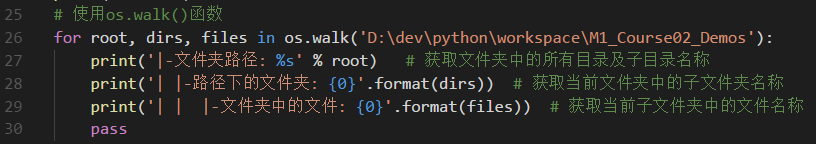 25 # 使用os.walk()函数
26 for root, dirs, files in os.walk('D:\dev\python\workspace\M1_Course02_Demos'):
27 print('|-文件夹路径: %s' % root) # 获取文件夹中的所有目录及子目录名称
28 print('| |-路径下的文件夹: {0}'.format(dirs)) # 获取当前文件夹中的子文件夹名称
29 print('| | |-文件夹中的文件: {0}'.format(files)) # 获取当前子文件夹中的文件名称
30 pass